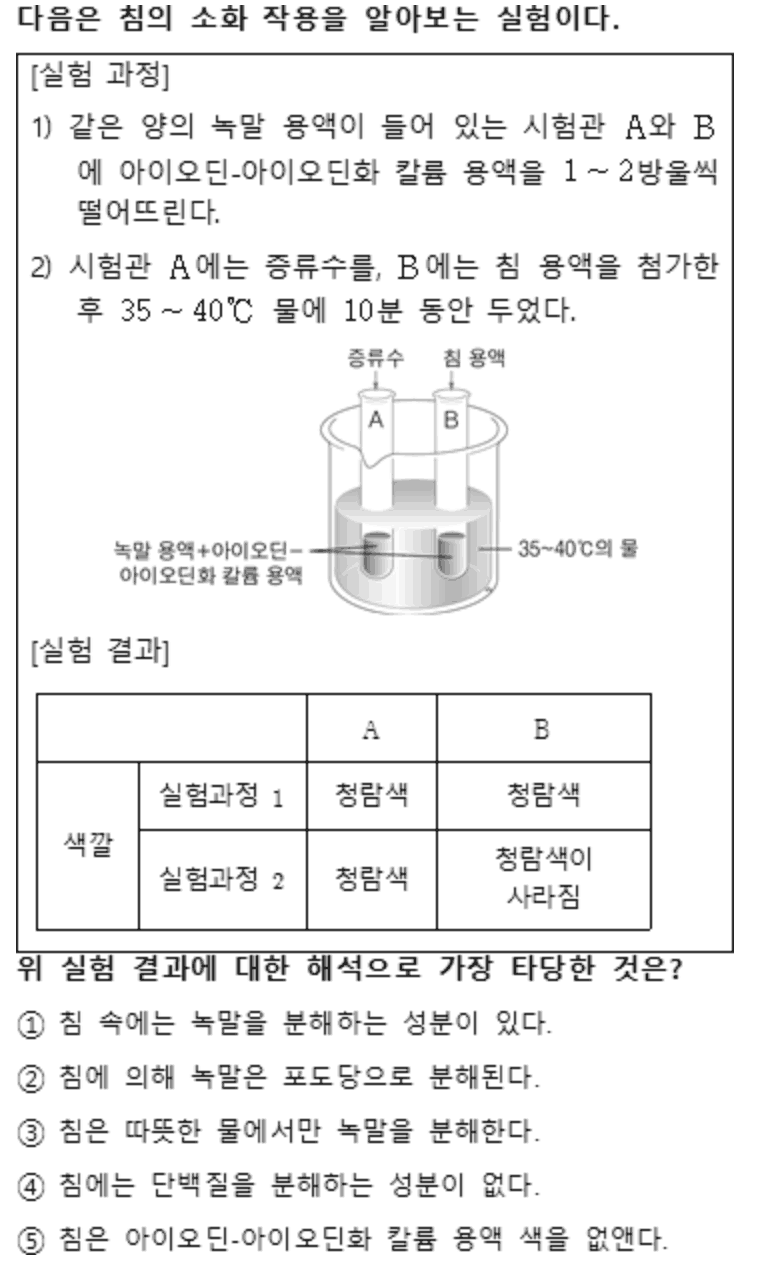 다음은 침의 소화 작용을 알아보는 실험이다.
[실험 과정]
1) 같은 양의 녹말 용액이 들어 있는 시험관 A와 B
에 아이오딘-아이오딘화 칼륨 용액을 1 ~ 2방울씩
떨어뜨린다.
2) 시험관 A에는 증류수를, B에는 침 용액을 첨가한
후 35 ~ 40℃ 물에 10분 동안 두었다.
증류수 침 용액
A B
녹말 용액+아이오딘-
아이오딘화 칼륨 용액
35~40℃의 물
[실험 결과]
A B
색깔
실험과정 1 청람색 청람색
실험과정 2 청람색 청람색이
사라짐
위 실험 결과에 대한 해석으로 가장 타당한 것은?
① 침 속에는 녹말을 분해하는 성분이 있다.
② 침에 의해 녹말은 포도당으로 분해된다.
③ 침은 따뜻한 물에서만 녹말을 분해한다.
④ 침에는 단백질을 분해하는 성분이 없다.
⑤ 침은 아이오딘-아이오딘화 칼륨 용액 색을 없앤다.